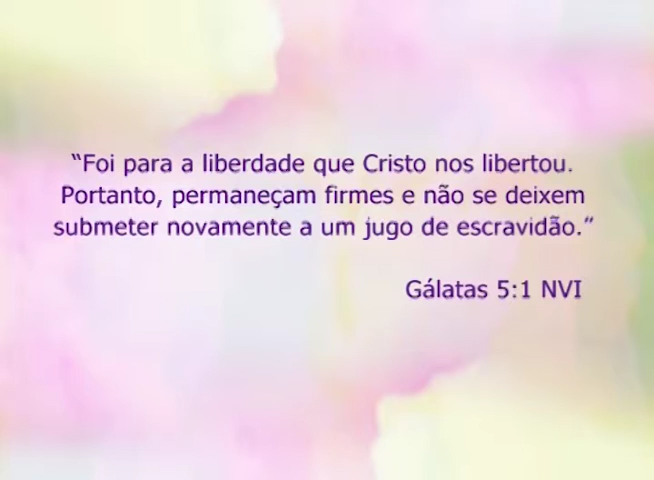 “Foi para a liberdade que Cristo nos libertou.
Portanto, permaneçam firmes e não se deixem
submeter novamente a um jugo de escravidão.”
Gálatas 5:1 NVI